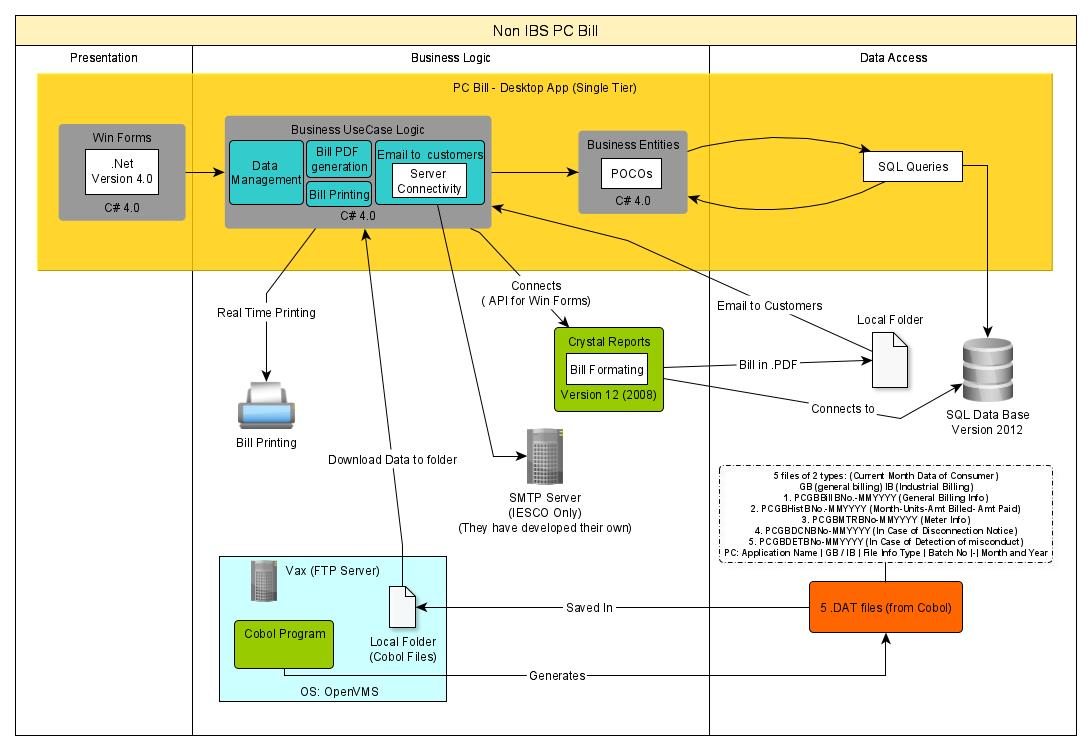 Non IBS PC Bill
Presentation
Business Logic
Data Access
PC Bill - Desktop App (Single Tier)
Win Forms
.Net
Version 4.0
C# 4.0
Business UseCase Logic
Data
Management
Bill PDF
generation
Bill Printing
Email to customers
Server
Connectivity
C# 4.0
Business Entities
POCOs
C# 4.0
SQL Queries
Connects
( API for Win Forms)
Real Time Printing
Email to Customers
Local Folder
Crystal Reports
Bill Formating
Version 12 (2008)
Bill in .PDF
Connects to
SQL Data Base
Version 2012
Bill Printing
Download Data to folder
SMTP Server
(IESCO Only)
(They have developed their own)
5 files of 2 types: (Current Month Data of Consumer)
GB (general billing) IB (Industrial Billing)
1. PCGBBillBNo.-MMYYYY (General Billing Info)
2. PCGBHistBNo.-MMYYYY (Month-Units-Amt Billed- Amt Paid)
3. PCGBMTRBNo-MMYYYY (Meter Info)
4. PCGBDCNBNo-MMYYYY (In Case of Disconnection Notice)
5. PCGBDETBNo-MMYYYY (In Case of Detection of misconduct)
PC: Application Name | GB / IB | File Info Type | Batch No |-| Month and Year
Vax (FTP Server)
Cobol Program
Local Folder
(Cobol Files)
OS: OpenVMS
Saved In
5 .DAT files (from Cobol)
Generates